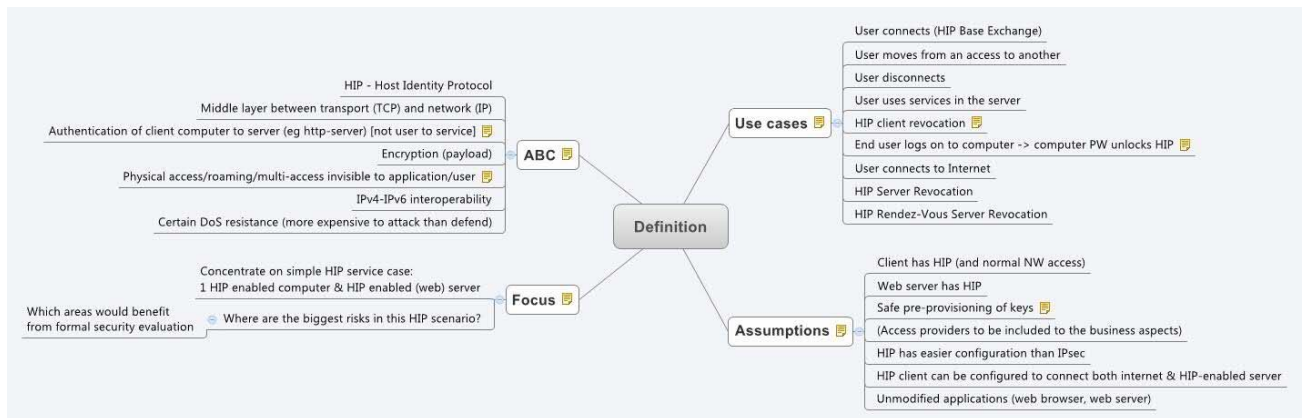 HIP - Host Identity Protocol
Middle layer between transport (TCP) and network (IP)
Authentication of client computer to server (eg http-server) [not user to service]
Encryption (payload)
Physical access/roaming/multi-access invisible to application/user
IPv4-IPv6 interoperability
Certain DoS resistance (more expensive to attack than defend)
ABC
Concentrate on simple HIP service case:
1 HIP enabled computer & HIP enabled (web) server
Where are the biggest risks in this HIP scenario?
Which areas would benefit
from formal security evaluation
Focus
Definition
Use cases
User connects (HIP Base Exchange)
User moves from an access to another
User disconnects
User uses services in the server
HIP client revocation
End user logs on to computer -> computer PW unlocks HIP
User connects to Internet
HIP Server Revocation
HIP Rendez-Vous Server Revocation
Assumptions
Client has HIP (and normal NW access)
Web server has HIP
Safe pre-provisioning of keys
(Access providers to be included to the business aspects)
HIP has easier configuration than IPsec
HIP client can be configured to connect both internet & HIP-enabled server
Unmodified applications (web browser, web server)